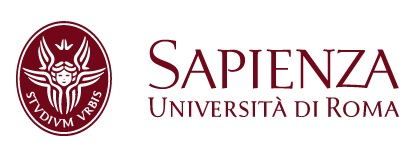 STVDIVM VRBIS
SAPIENZA
UNIVERSITÀ DI ROMA